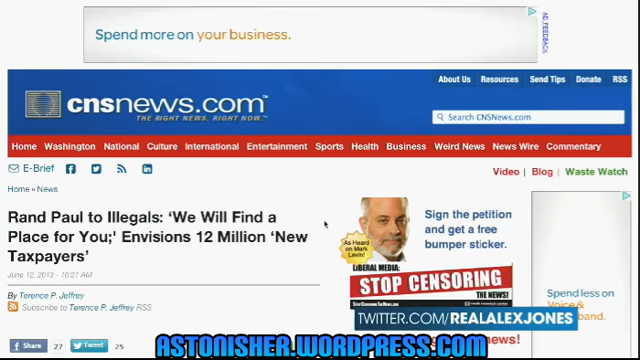 Spend more on your business.
AD FEEDBACK
About Us Resources Send Tips Donate RSS
cnsnews.com™
THE RIGHT NEWS. RIGHT NOW.
Search CNSNews.com
Home Washington National Culture International Entertainment Sports Health Business Weird News News Wire Commentary
E-Brief
Video | Blog | Waste Watch
Home » News
Rand Paul to Illegals: ‘We Will Find a
Place for You;' Envisions 12 Million ‘New
Taxpayers’
June 12, 2013 - 10:21 AM
By Terence P. Jeffrey
Subscribe to Terence P. Jeffrey RSS
Share 27 Tweet 25
Sign the petition
and get a free
bumper sticker.
As Heard
on Mark
Levin!
LIBERAL MEDIA:
STOP CENSORING
THE NEWS!
Spend less on
Voice &
TWITTER.COM/REALALEXJONES
ASTONISHER.WORDPRESS.COM